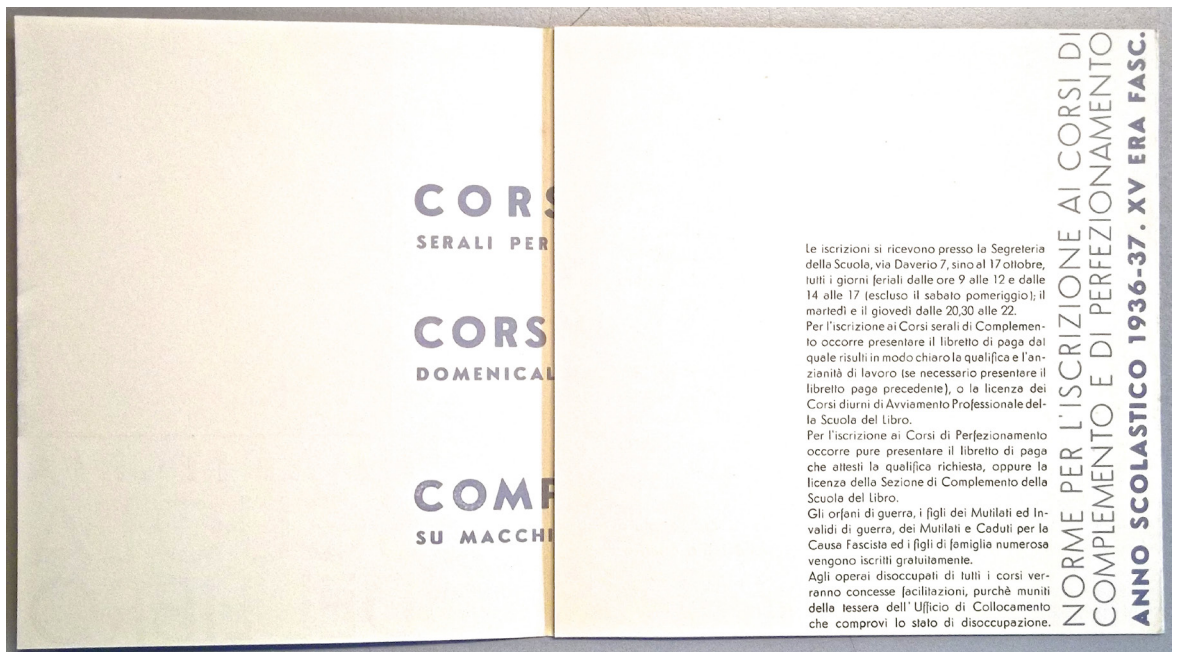 CORS
SERALI PER
CORS
DOMENICAL
COMP
SU MACCHI
Le iscrizioni si ricevono presso la Segreteria
della Scuola, via Daverio 7, sino al 17 ottobre,
tutti i giorni feriali dalle ore 9 alle 12 e dalle
14 alle 17 (escluso il sabato pomeriggio); il
martedì e il giovedì dalle 20,30 alle 22.
Per l'iscrizione ai Corsi serali di Complemen-
to occorre presentare il libretto di paga dal
quale risulti in modo chiaro la qualifica e l'an-
zianità di lavoro (se necessario presentare il
libretto paga precedente), o la licenza dei
Corsi diurni di Avviamento Professionale del-
la Scuola del Libro.
Per l'iscrizione ai Corsi di Perfezionamento
occorre pure presentare il libretto di paga
che attesti la qualifica richiesta, oppure la
licenza della Sezione di Complemento della
Scuola del Libro.
Gli orfani di guerra, i figli dei Mutilati ed In-
validi di guerra, dei Mutilati e Caduti per la
Causa Fascista ed i figli di famiglia numerosa
vengono iscritti gratuitamente.
Agli operai disoccupati di tutti i corsi ver-
ranno concesse facilitazioni, purchè muniti
della tessera dell'Ufficio di Collocamento
che comprovi lo stato di disoccupazione.
NORME PER L'ISCRIZIONE AI CORSI DI
COMPLEMENTO E DI PERFEZIONAMENTO
ANNO SCOLASTICO 1936-37. XV ERA FASC.